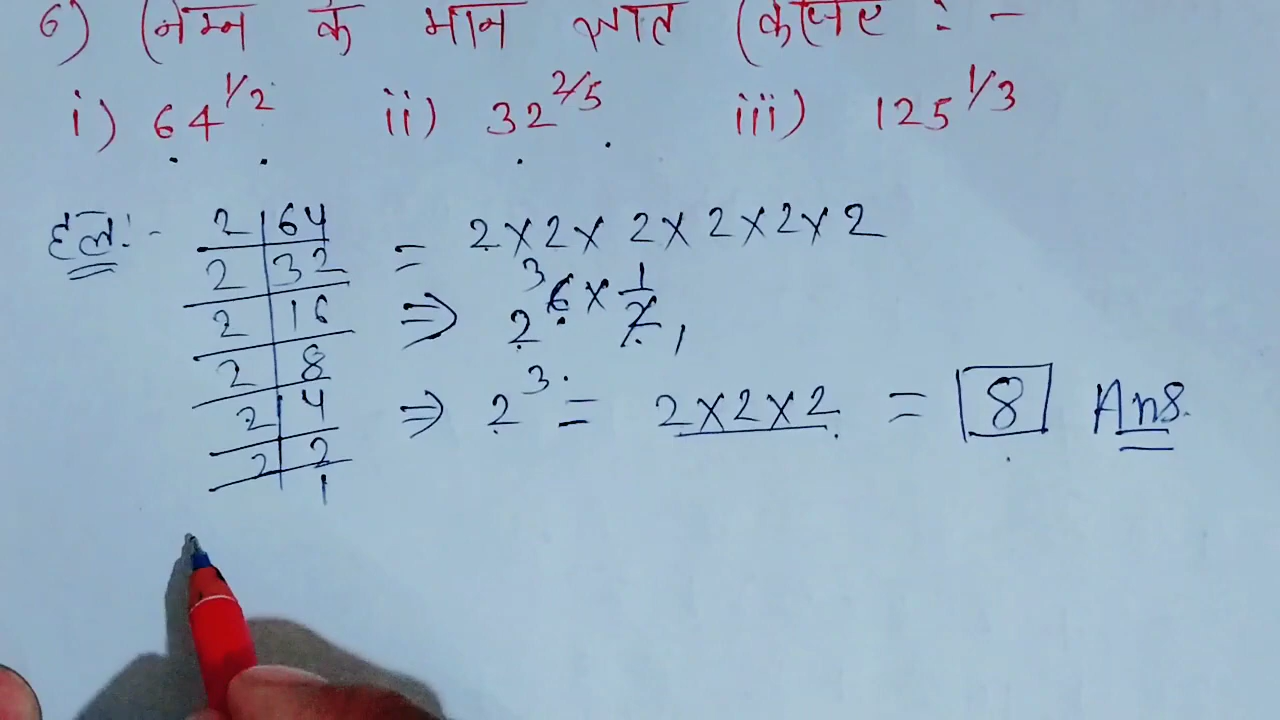 6) निम्न के मान ज्ञात कीजिए : -
i) 64^1/2 ii) 32^2/5 iii) 125^1/3
हल :- 2 | 64 = 2 × 2 × 2 × 2 × 2 × 2
2 | 32
2 | 16 ⇒ 2^6 × 1/2 3 1
2 | 8
2 | 4 ⇒ 2^3 = 2 × 2 × 2 = 8 Ans.
2 | 2
1